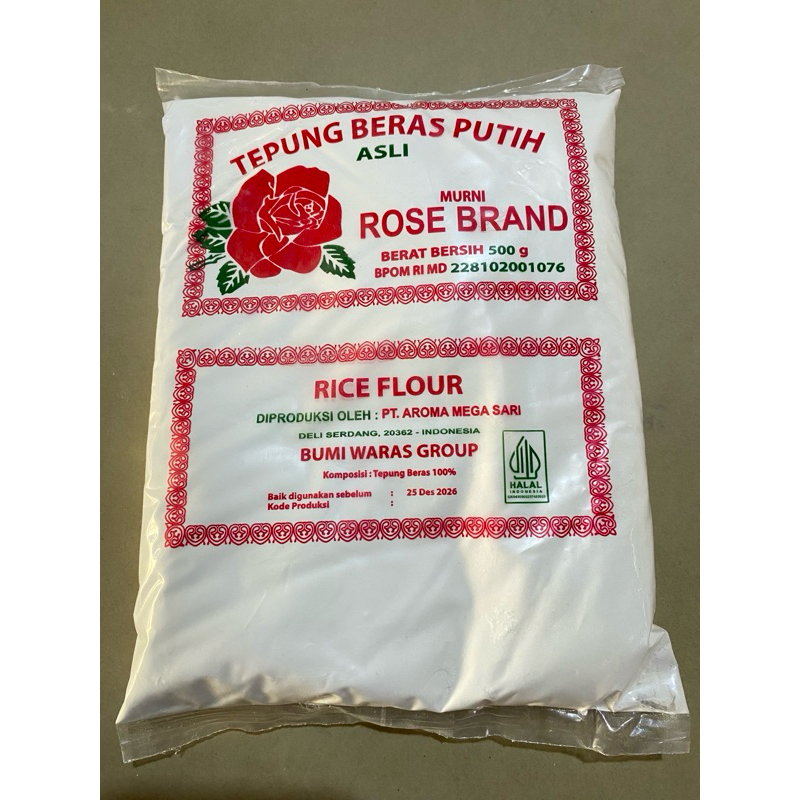 TEPUNG BERAS PUTIH
ASLI
MURNI
ROSE BRAND
BERAT BERSIH 500 g
BPOM RI MD 228102001076
RICE FLOUR
DIPRODUKSI OLEH : PT. AROMA MEGA SARI
DELI SERDANG, 20362 - INDONESIA
BUMI WARAS GROUP
Komposisi : Tepung Beras 100%
HALAL
INDONESIA
Baik digunakan sebelum : 25 Des 2026
Kode Produksi :